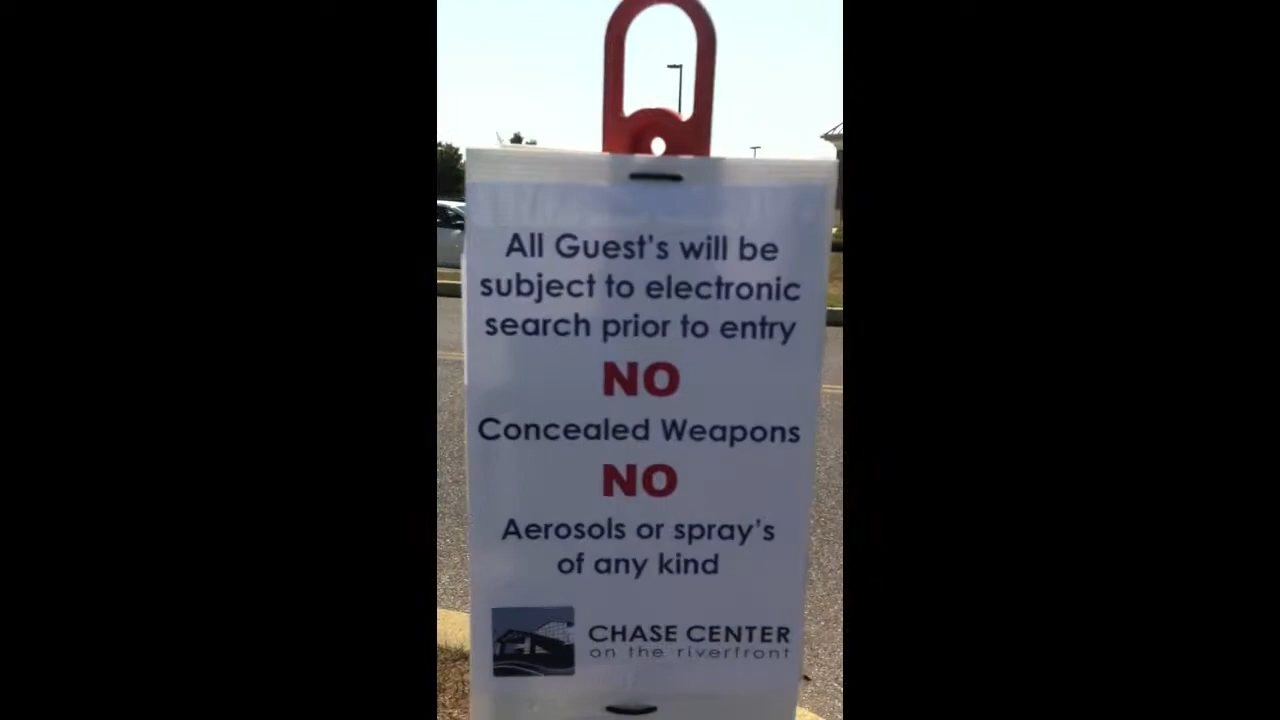 All Guest's will be
subject to electronic
search prior to entry
NO
Concealed Weapons
NO
Aerosols or spray's
of any kind
CHASE CENTER
on the riverfront